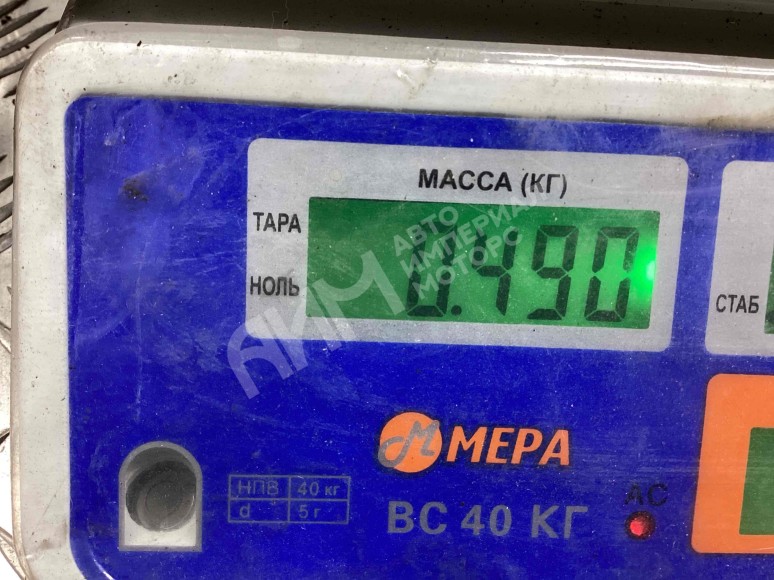 МАССА (КГ)
ТАРА
НОЛЬ
0.490
СТАБ
АКИМ
АВТО
ИМПЕРИАЛ
МОТОРС
МЕРА
НПВ 40 кг
d 5 г
ВС 40 КГ
АС